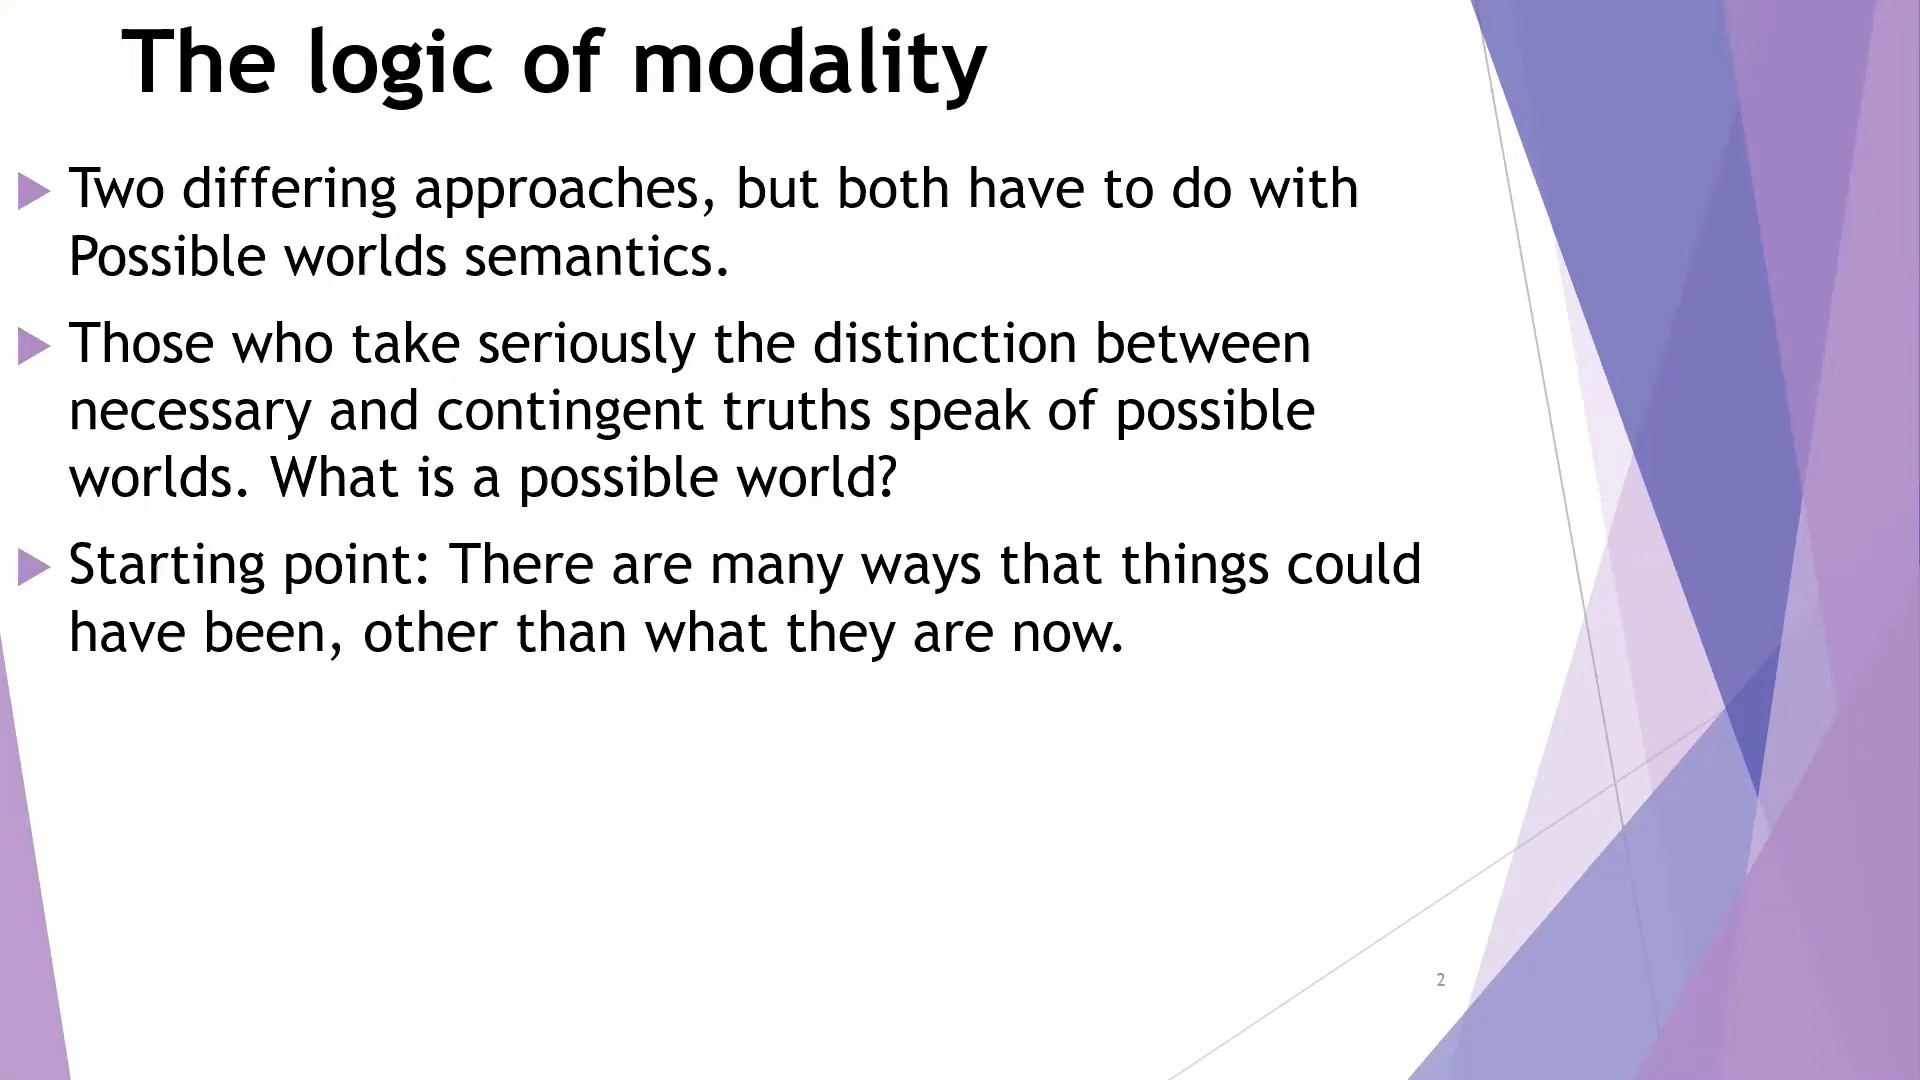 The logic of modality
Two differing approaches, but both have to do with
Possible worlds semantics.
Those who take seriously the distinction between
necessary and contingent truths speak of possible
worlds. What is a possible world?
Starting point: There are many ways that things could
have been, other than what they are now.
2